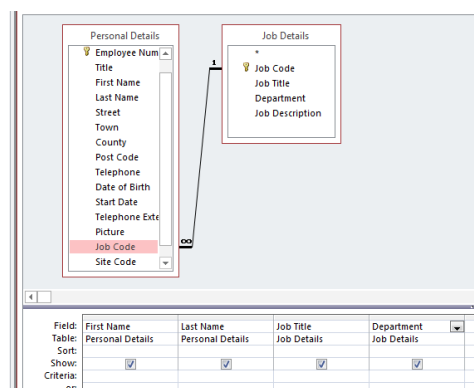 Personal Details
Employee Num
Title
First Name
Last Name
Street
Town
County
Post Code
Telephone
Date of Birth
Start Date
Telephone Exte
Picture
Job Code
Site Code
1
∞
Job Details
*
Job Code
Job Title
Department
Job Description
Field: First Name Last Name Job Title Department
Table: Personal Details Personal Details Job Details Job Details
Sort:
Show:
Criteria:
or: